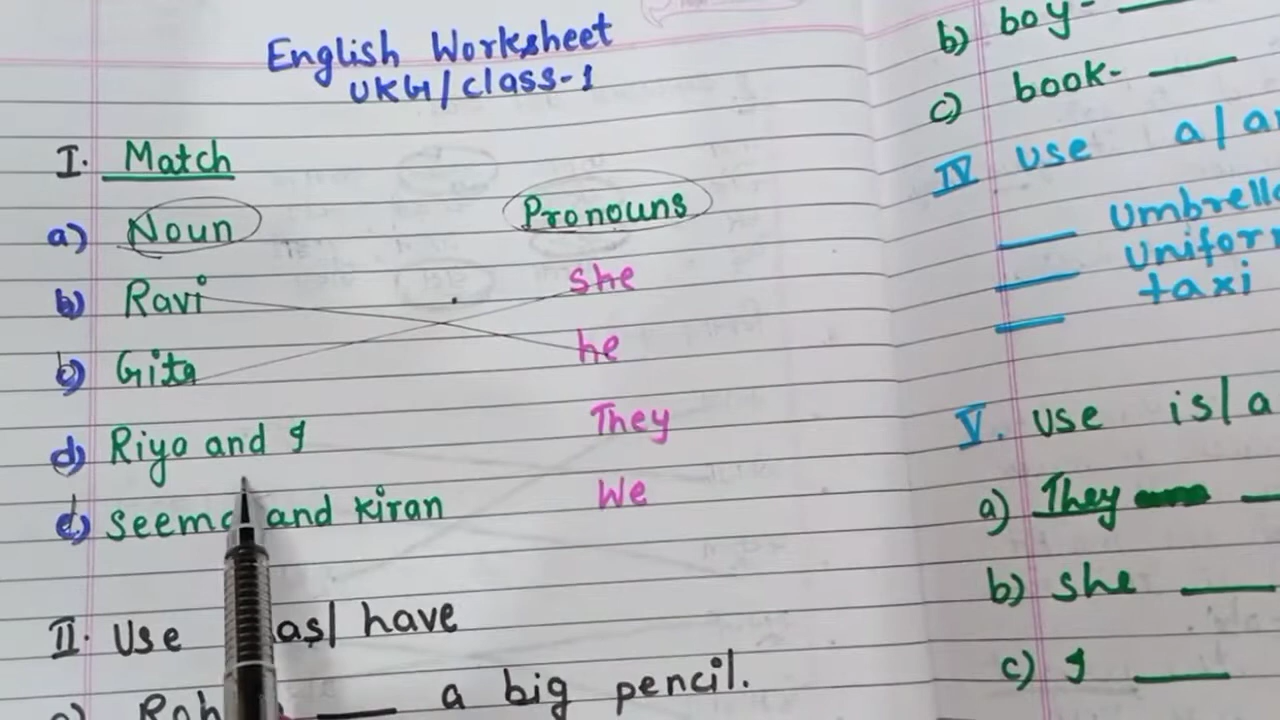 English Worksheet
UKG/class-1
I. Match
a) Noun Pronouns
b) Ravi she
c) Gita he
d) Riya and I They
d) Seema and Kiran We
II. Use has/ have
a) a big pencil.
b) boy-
c) book-
IV use a/
umbrella
uniform
taxi
V. use is/
a) They
b) she
c) I